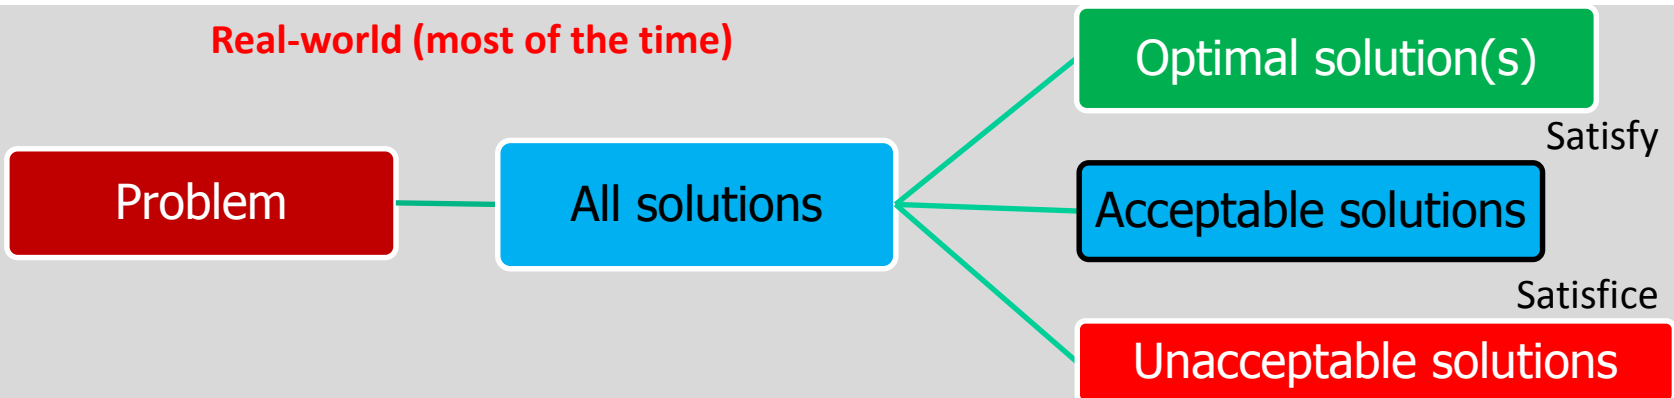 Real-world (most of the time)
Optimal solution(s)
Satisfy
Problem
All solutions
Acceptable solutions
Satisfice
Unacceptable solutions